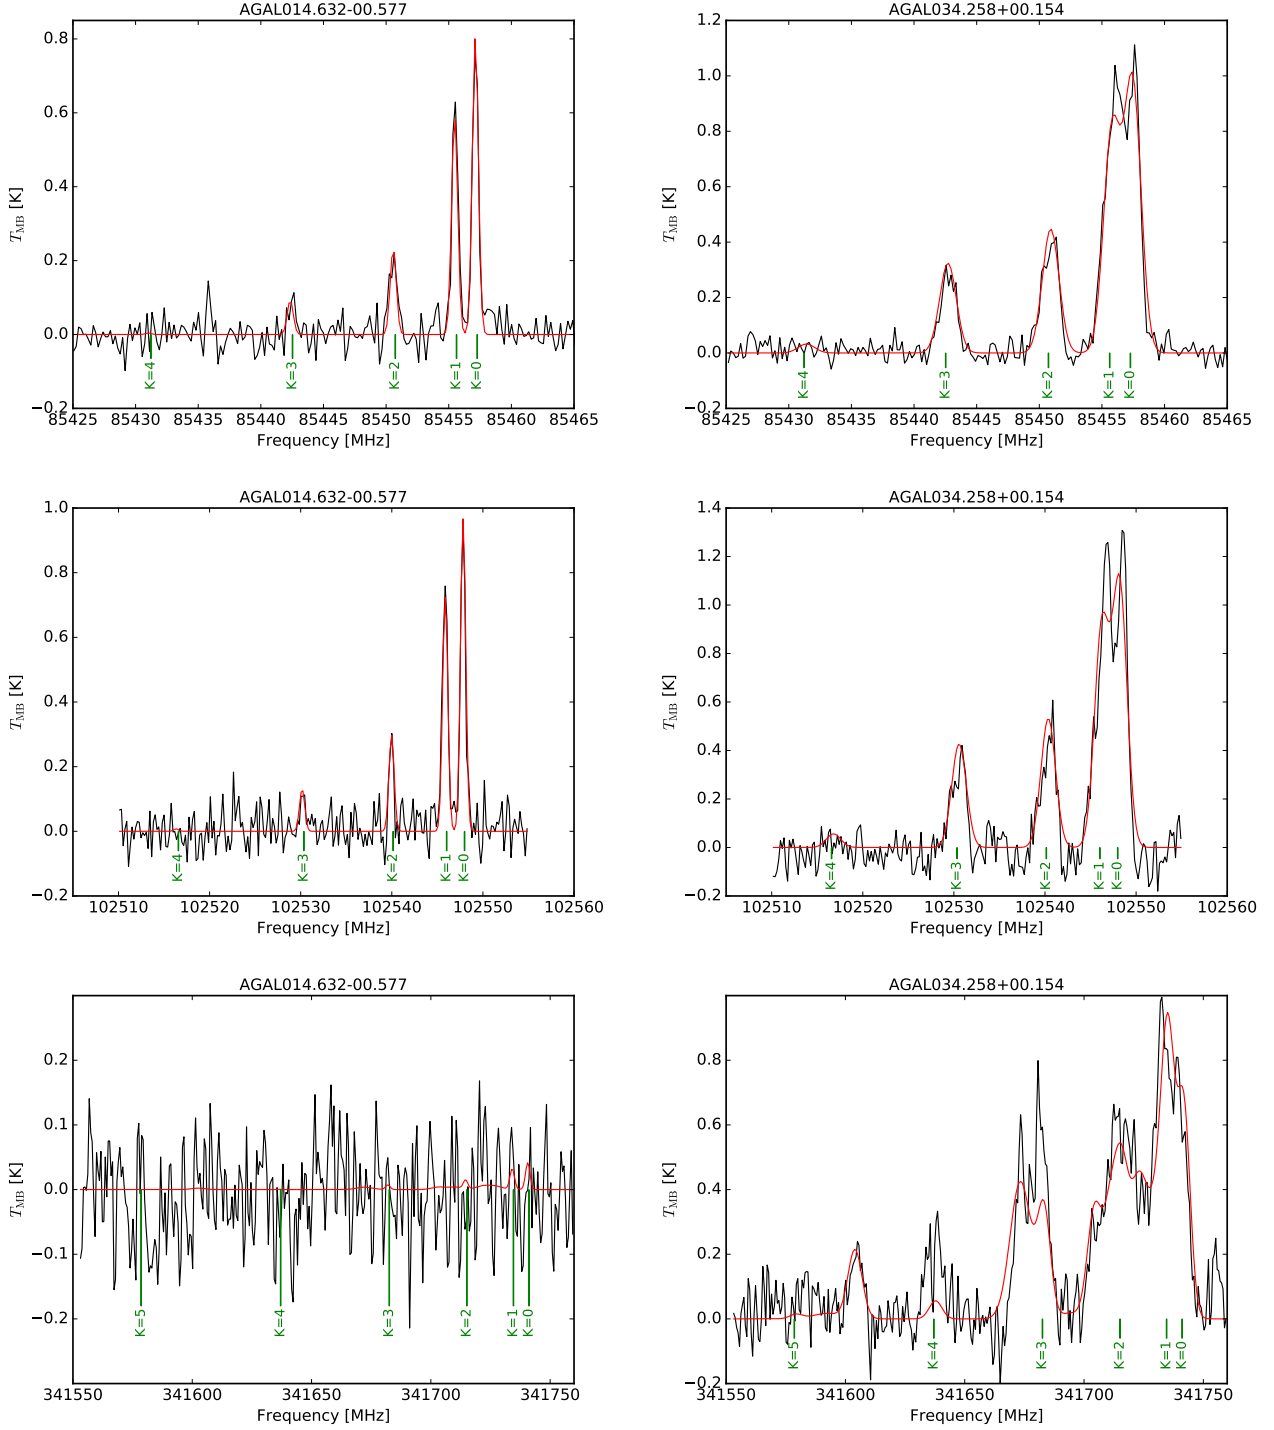 AGAL014.632-00.577
0.8
0.6
0.4
0.2
0.0
−0.2
T_MB [K]
K=4
K=3
K=2
K=1
K=0
85425 85430 85435 85440 85445 85450 85455 85460 85465
Frequency [MHz]
AGAL034.258+00.154
1.2
1.0
0.8
0.6
0.4
0.2
0.0
−0.2
T_MB [K]
K=4
K=3
K=2
K=1
K=0
85425 85430 85435 85440 85445 85450 85455 85460 85465
Frequency [MHz]
AGAL014.632-00.577
1.0
0.8
0.6
0.4
0.2
0.0
−0.2
T_MB [K]
K=4
K=3
K=2
K=1
K=0
102510 102520 102530 102540 102550 102560
Frequency [MHz]
AGAL034.258+00.154
1.4
1.2
1.0
0.8
0.6
0.4
0.2
0.0
−0.2
T_MB [K]
K=4
K=3
K=2
K=1
K=0
102510 102520 102530 102540 102550 102560
Frequency [MHz]
AGAL014.632-00.577
0.2
0.1
0.0
−0.1
−0.2
T_MB [K]
K=5
K=4
K=3
K=2
K=1
K=0
341550 341600 341650 341700 341750
Frequency [MHz]
AGAL034.258+00.154
0.8
0.6
0.4
0.2
0.0
−0.2
T_MB [K]
K=5
K=4
K=3
K=2
K=1
K=0
341550 341600 341650 341700 341750
Frequency [MHz]